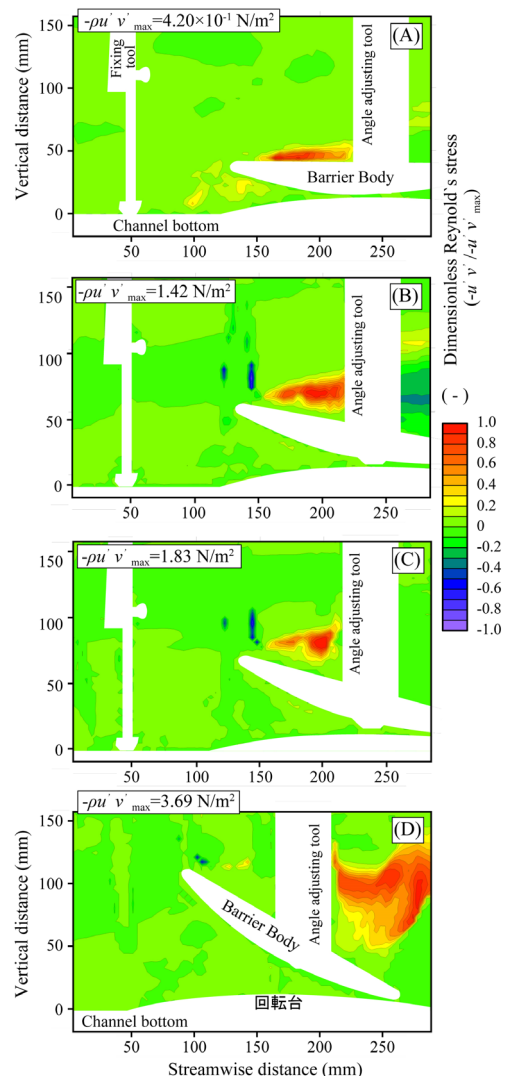 -ρu' v' max=4.20×10-1 N/m2
(A)
Fixing
tool
Angle adjusting tool
Barrier Body
Channel bottom
Vertical distance (mm)
150
100
50
0
50
100
150
200
250
-ρu' v' max=1.42 N/m2
(B)
Angle adjusting tool
150
100
50
0
50
100
150
200
250
-ρu' v' max=1.83 N/m2
(C)
Angle adjusting tool
150
100
50
0
50
100
150
200
250
-ρu' v' max=3.69 N/m2
(D)
Angle adjusting tool
Barrier Body
回転台
Channel bottom
Vertical distance (mm)
150
100
50
0
50
100
150
200
250
Streamwise distance (mm)
Dimensionless Reynold`s stress
(-u' v' /-u' v' max)
( - )
1.0
0.8
0.6
0.4
0.2
0
-0.2
-0.4
-0.6
-0.8
-1.0